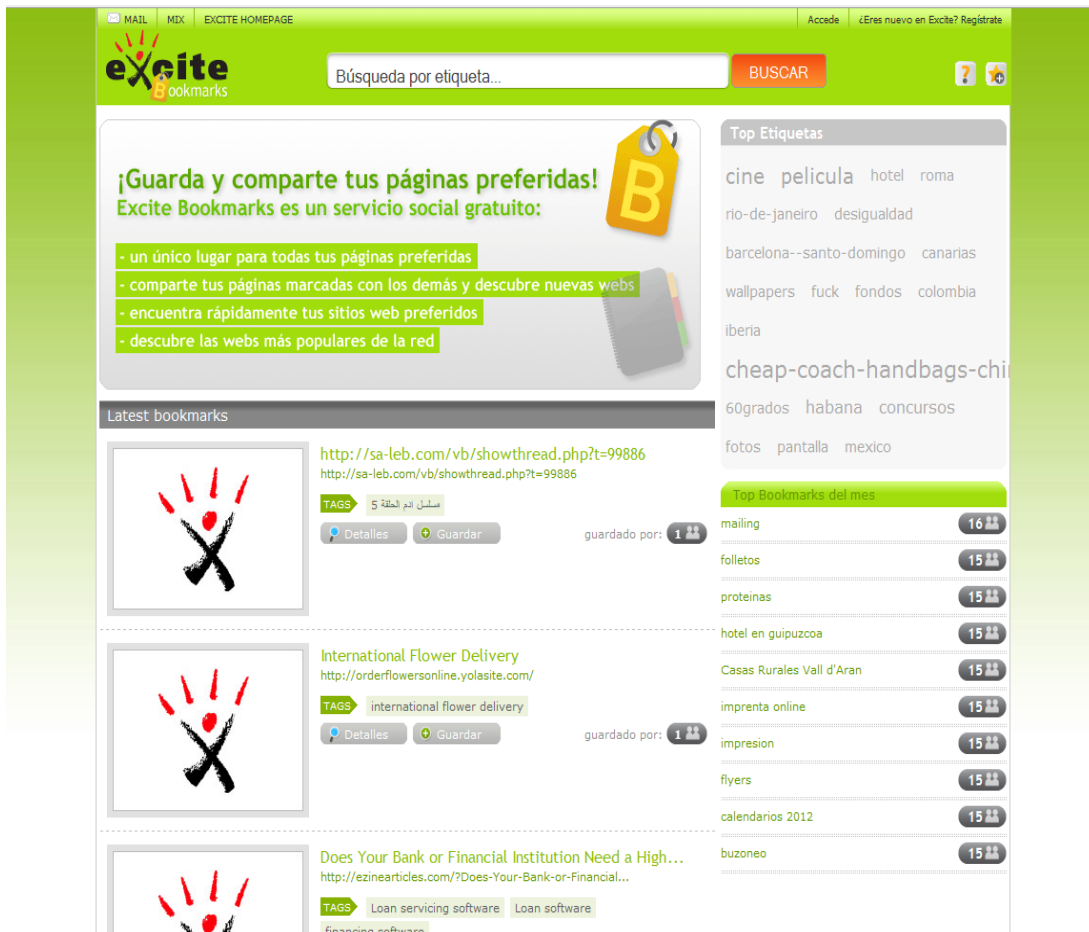 MAIL MIX EXCITE HOMEPAGE Accede ¿Eres nuevo en Excite? Regístrate
excite
Bookmarks
Búsqueda por etiqueta...
BUSCAR
¡Guarda y comparte tus páginas preferidas!
Excite Bookmarks es un servicio social gratuito:
- un único lugar para todas tus páginas preferidas
- comparte tus páginas marcadas con los demás y descubre nuevas webs
- encuentra rápidamente tus sitios web preferidos
- descubre las webs más populares de la red
B
Latest bookmarks
http://sa-leb.com/vb/showthread.php?t=99886
http://sa-leb.com/vb/showthread.php?t=99886
TAGS مسلسل ادم الحلقة 5
Detalles Guardar guardado por: 1
International Flower Delivery
http://orderflowersonline.yolasite.com/
TAGS international flower delivery
Detalles Guardar guardado por: 1
Does Your Bank or Financial Institution Need a High...
http://ezinearticles.com/?Does-Your-Bank-or-Financial...
TAGS Loan servicing software Loan software
financing software
Top Etiquetas
cine pelicula hotel roma
rio-de-janeiro desigualdad
barcelona--santo-domingo canarias
wallpapers fuck fondos colombia
iberia
cheap-coach-handbags-chi
60grados habana concursos
fotos pantalla mexico
Top Bookmarks del mes
mailing 16
folletos 15
proteinas 15
hotel en guipuzcoa 15
Casas Rurales Vall d'Aran 15
imprenta online 15
impresion 15
flyers 15
calendarios 2012 15
buzoneo 15